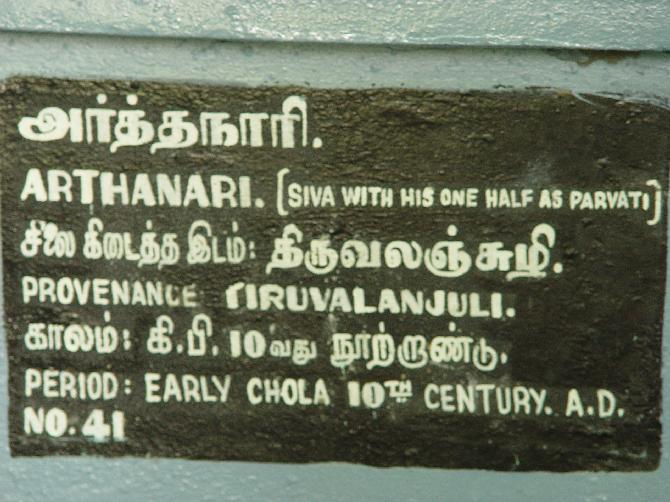 அர்த்தநாரி.
ARTHANARI. [SIVA WITH HIS ONE HALF AS PARVATI]
சிலை கிடைத்த இடம்: திருவலஞ்சுழி.
PROVENANCE TIRUVALANJULI.
காலம்: கி.பி. 10வது நூற்றாண்டு.
PERIOD: EARLY CHOLA 10TH CENTURY. A.D.
NO. 41